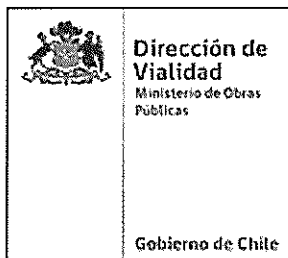 Dirección de
Vialidad
Ministerio de Obras
Públicas
Gobierno de Chile